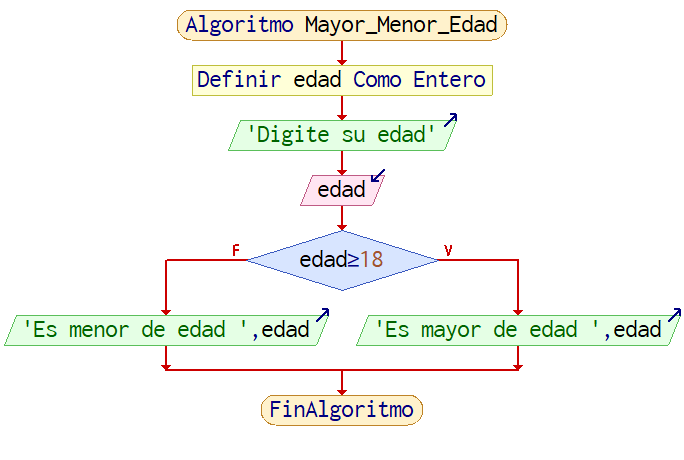 Algoritmo Mayor_Menor_Edad
Definir edad Como Entero
'Digite su edad'
edad
F
V
edad≥18
'Es menor de edad ',edad
'Es mayor de edad ',edad
FinAlgoritmo